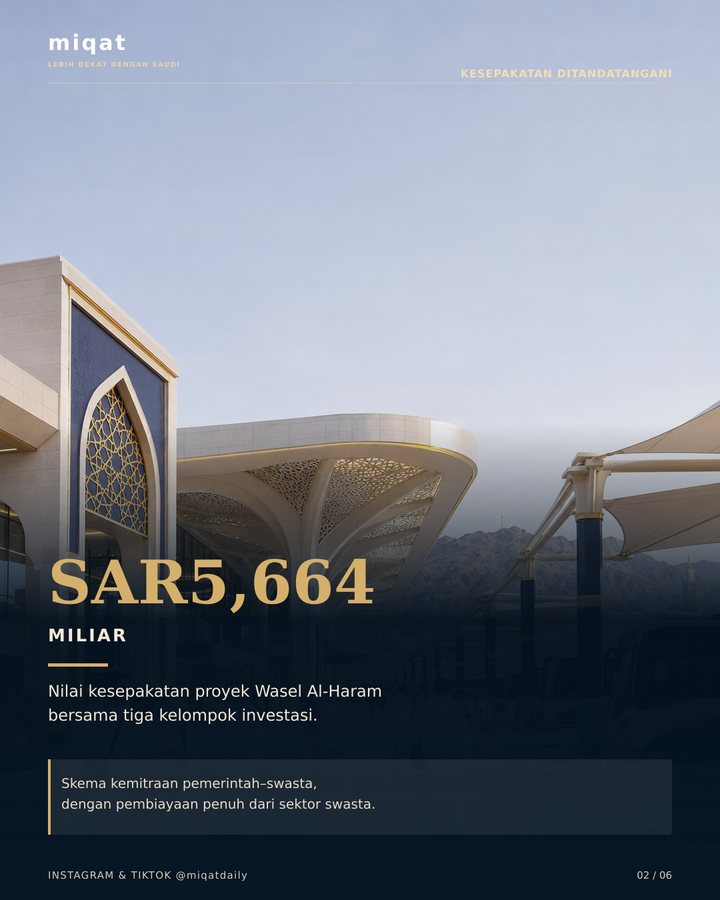 miqat
LEBIH DEKAT DENGAN SAUDI
KESEPAKATAN DITANDATANGANI
SAR5,664
MILIAR
Nilai kesepakatan proyek Wasel Al-Haram
bersama tiga kelompok investasi.
Skema kemitraan pemerintah–swasta,
dengan pembiayaan penuh dari sektor swasta.
INSTAGRAM & TIKTOK @miqatdaily
02 / 06